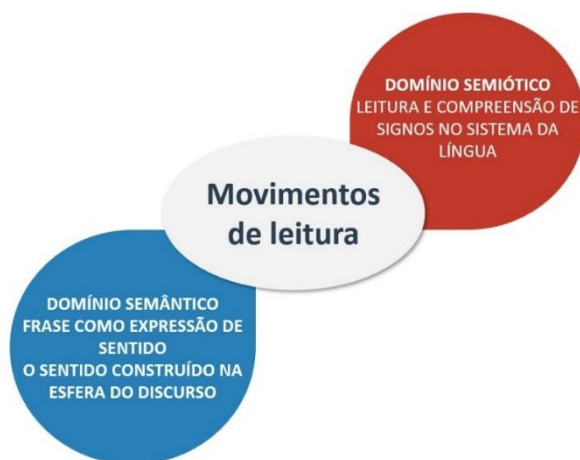 DOMÍNIO SEMIÓTICO
LEITURA E COMPREENSÃO DE
SIGNOS NO SISTEMA DA
LÍNGUA
Movimentos
de leitura
DOMÍNIO SEMÂNTICO
FRASE COMO EXPRESSÃO DE
SENTIDO
O SENTIDO CONSTRUÍDO NA
ESFERA DO DISCURSO